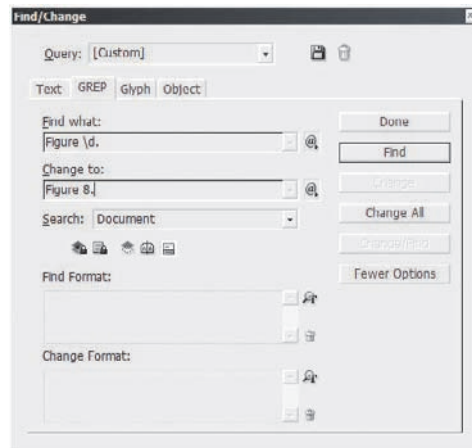 Find/Change
Query: [Custom]
Text GREP Glyph Object
Find what:
Figure \d.
Change to:
Figure 8.
Search: Document
Find Format:
Change Format:
Done
Find
Change
Change All
Change/Find
Fewer Options